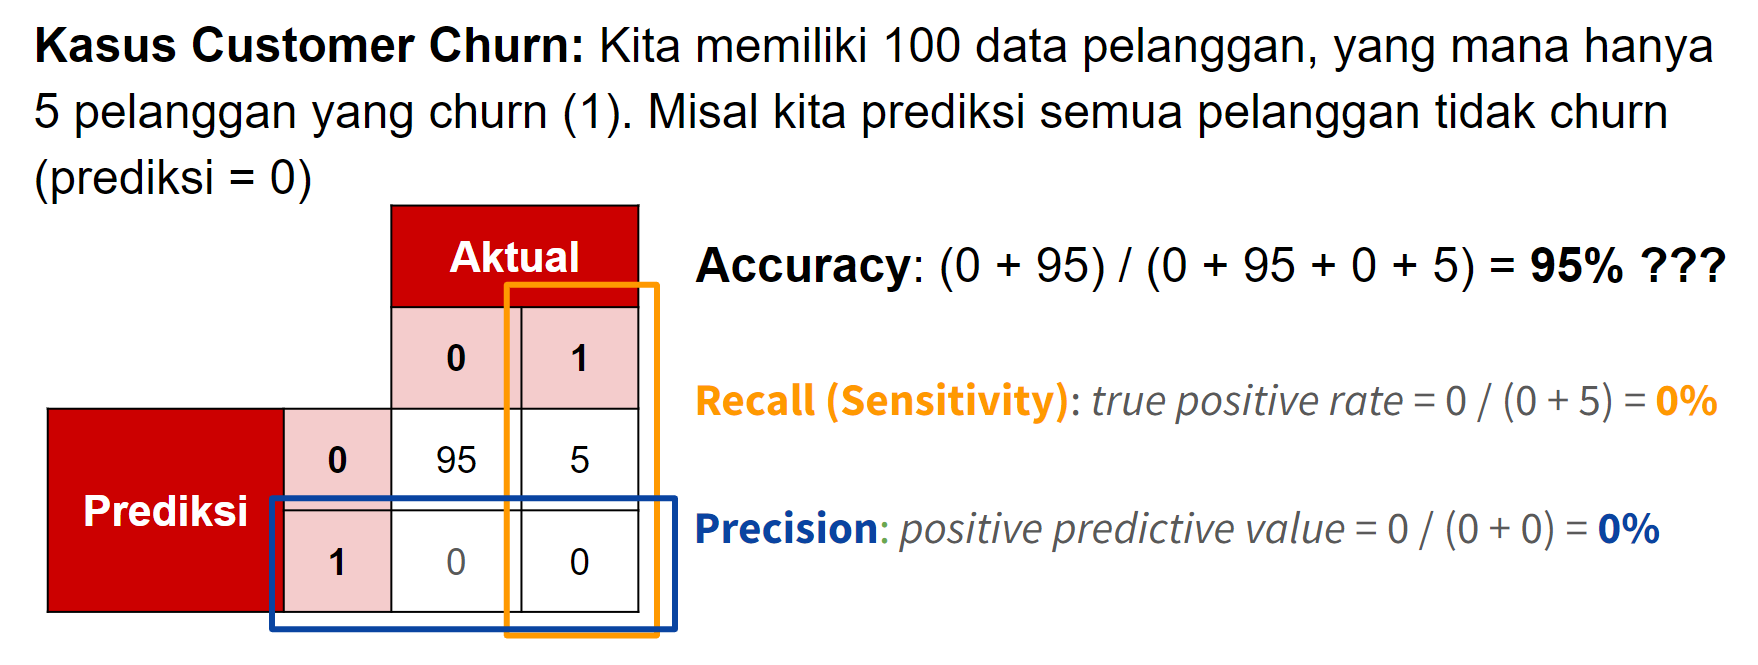 Kasus Customer Churn: Kita memiliki 100 data pelanggan, yang mana hanya
5 pelanggan yang churn (1). Misal kita prediksi semua pelanggan tidak churn
(prediksi = 0)
Aktual
0 1
Prediksi
0 95 5
1 0 0
Accuracy: (0 + 95) / (0 + 95 + 0 + 5) = 95% ???
Recall (Sensitivity): true positive rate = 0 / (0 + 5) = 0%
Precision: positive predictive value = 0 / (0 + 0) = 0%